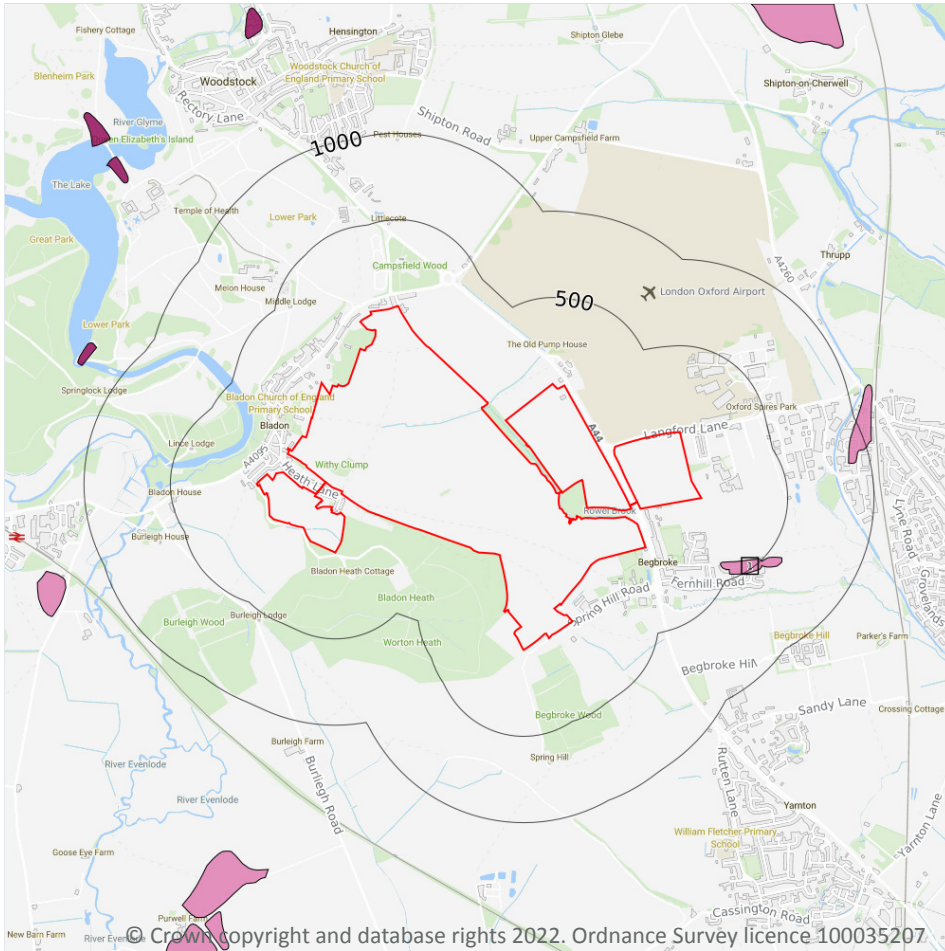 Fishery Cottage
Hensington
Shipton Glebe
Blenheim Park
Woodstock
Woodstock Church of
England Primary School
Shipton-on-Cherwell
River Glyme
Rectory Lane
Shipton Road
Pest Houses
Upper Campsfield Farm
en Elizabeth's Island
1000
The Lake
Temple of Health
Lower Park
Littlecote
Great Park
Thrupp
A4260
Campsfield Wood
Melon House
Middle Lodge
500
London Oxford Airport
Lower Park
The Old Pump House
Springlock Lodge
Bladon Church of England
Primary School
Oxford Spires Park
Bladon
A44
Langford Lane
Lince Lodge
A4095
Withy Clump
Heath Lane
Bladon House
Rowel Brook
Lyne Road
Burleigh House
Begbroke
1
Bladon Heath Cottage
Fernhill Road
Grovelands
Bladon Heath
Spring Hill Road
Burleigh Wood
Burleigh Lodge
Begbroke Hill
Parker's Farm
Worton Heath
Begbroke Hill
Sandy Lane
Crossing Cottage
Begbroke Wood
Burleigh Farm
Spring Hill
River Evenlode
Burliegh Road
Rutten Lane
Yarnton
River Evenlode
William Fletcher Primary
School
Yarnton Lane
Goose Eye Farm
Purwell Farm
Cassington Road
New Barn Farm
River Evenlode
© Crown copyright and database rights 2022. Ordnance Survey licence 100035207.